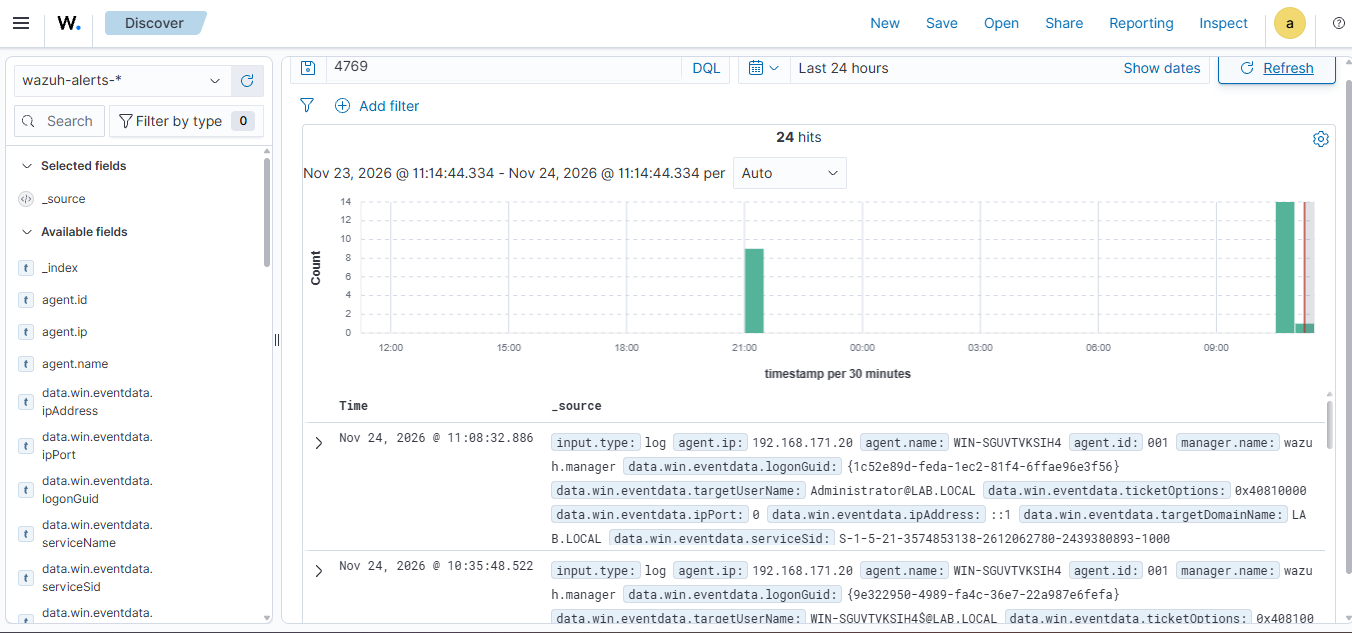 W. Discover New Save Open Share Reporting Inspect a
wazuh-alerts-*
Search Filter by type 0
Selected fields
_source
Available fields
t _index
t agent.id
t agent.ip
t agent.name
t data.win.eventdata.
ipAddress
t data.win.eventdata.
ipPort
t data.win.eventdata.
logonGuid
t data.win.eventdata.
serviceName
t data.win.eventdata.
serviceSid
t data.win.eventdata.
4769 DQL Last 24 hours Show dates Refresh
Add filter
24 hits
Nov 23, 2026 @ 11:14:44.334 - Nov 24, 2026 @ 11:14:44.334 per Auto
14
12
10
8
6
4
2
0
Count
12:00 15:00 18:00 21:00 00:00 03:00 06:00 09:00
timestamp per 30 minutes
Time _source
Nov 24, 2026 @ 11:08:32.886 input.type: log agent.ip: 192.168.171.20 agent.name: WIN-SGUVTVKSIH4 agent.id: 001 manager.name: wazu
h.manager data.win.eventdata.logonGuid: {1c52e89d-feda-1ec2-81f4-6ffae96e3f56}
data.win.eventdata.targetUserName: Administrator@LAB.LOCAL data.win.eventdata.ticketOptions: 0x40810000
data.win.eventdata.ipPort: 0 data.win.eventdata.ipAddress: ::1 data.win.eventdata.targetDomainName: LA
B.LOCAL data.win.eventdata.serviceSid: S-1-5-21-3574853138-2612062780-2439380893-1000
Nov 24, 2026 @ 10:35:48.522 input.type: log agent.ip: 192.168.171.20 agent.name: WIN-SGUVTVKSIH4 agent.id: 001 manager.name: wazu
h.manager data.win.eventdata.logonGuid: {9e322950-4989-fa4c-36e7-22a987e6fefa}
data.win.eventdata.targetUserName: WIN-SGUVTVKSIH4$@LAB.LOCAL data.win.eventdata.ticketOptions: 0x408100